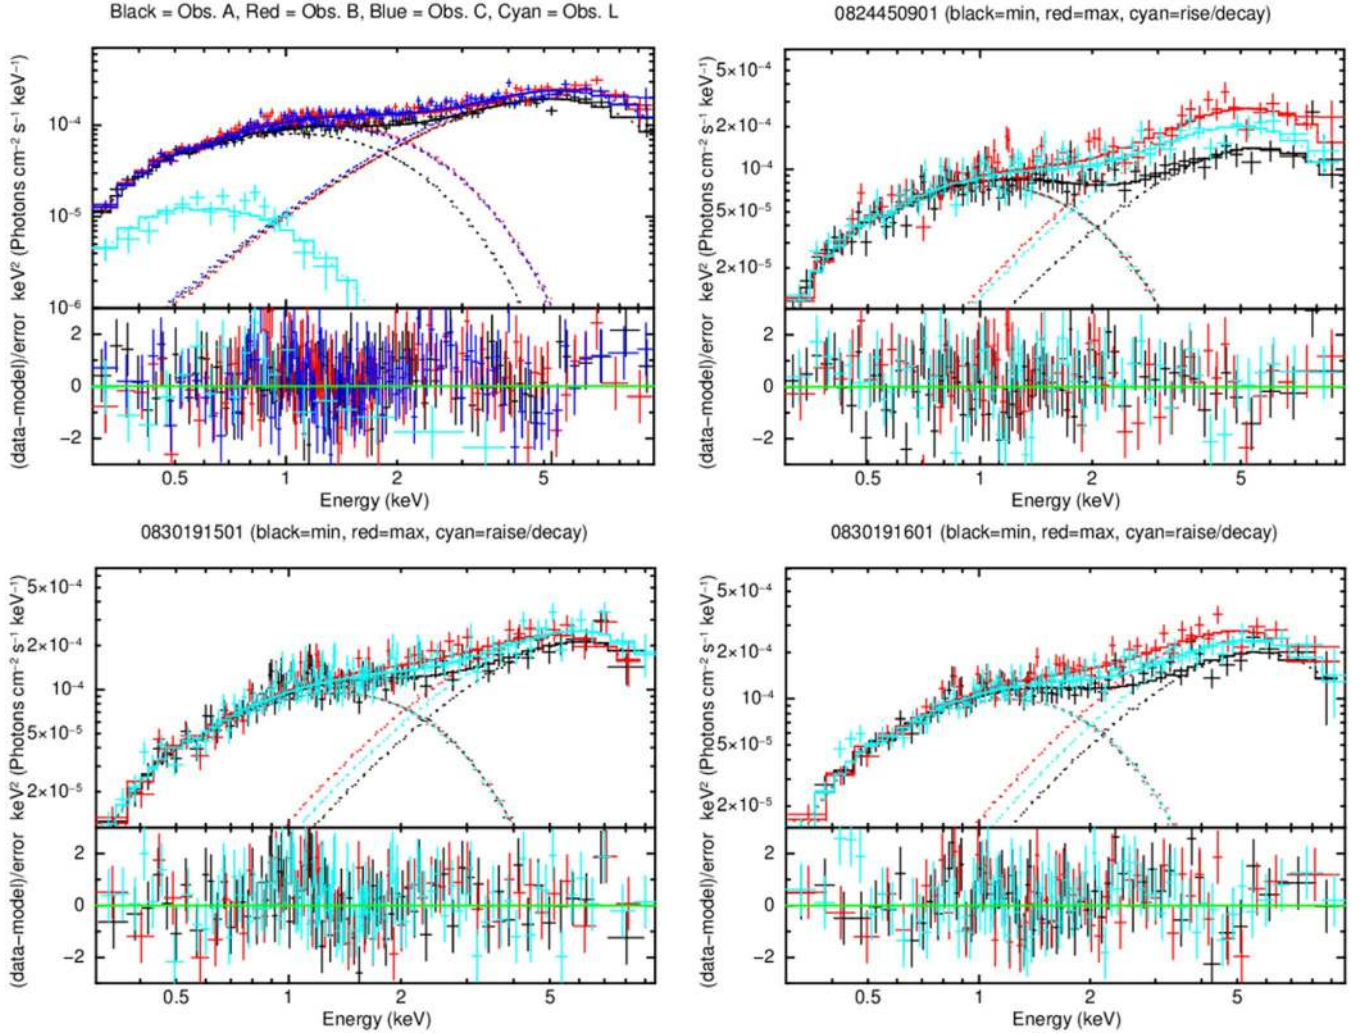 Black = Obs. A, Red = Obs. B, Blue = Obs. C, Cyan = Obs. L
keV² (Photons cm⁻² s⁻¹ keV⁻¹)
10⁻⁴
10⁻⁵
10⁻⁶
(data−model)/error
2
0
−2
0.5 1 2 5
Energy (keV)
0824450901 (black=min, red=max, cyan=rise/decay)
keV² (Photons cm⁻² s⁻¹ keV⁻¹)
5×10⁻⁴
2×10⁻⁴
10⁻⁴
5×10⁻⁵
2×10⁻⁵
(data−model)/error
2
0
−2
0.5 1 2 5
Energy (keV)
0830191501 (black=min, red=max, cyan=raise/decay)
keV² (Photons cm⁻² s⁻¹ keV⁻¹)
5×10⁻⁴
2×10⁻⁴
10⁻⁴
5×10⁻⁵
2×10⁻⁵
(data−model)/error
2
0
−2
0.5 1 2 5
Energy (keV)
0830191601 (black=min, red=max, cyan=raise/decay)
keV² (Photons cm⁻² s⁻¹ keV⁻¹)
5×10⁻⁴
2×10⁻⁴
10⁻⁴
5×10⁻⁵
2×10⁻⁵
(data−model)/error
2
0
−2
0.5 1 2 5
Energy (keV)